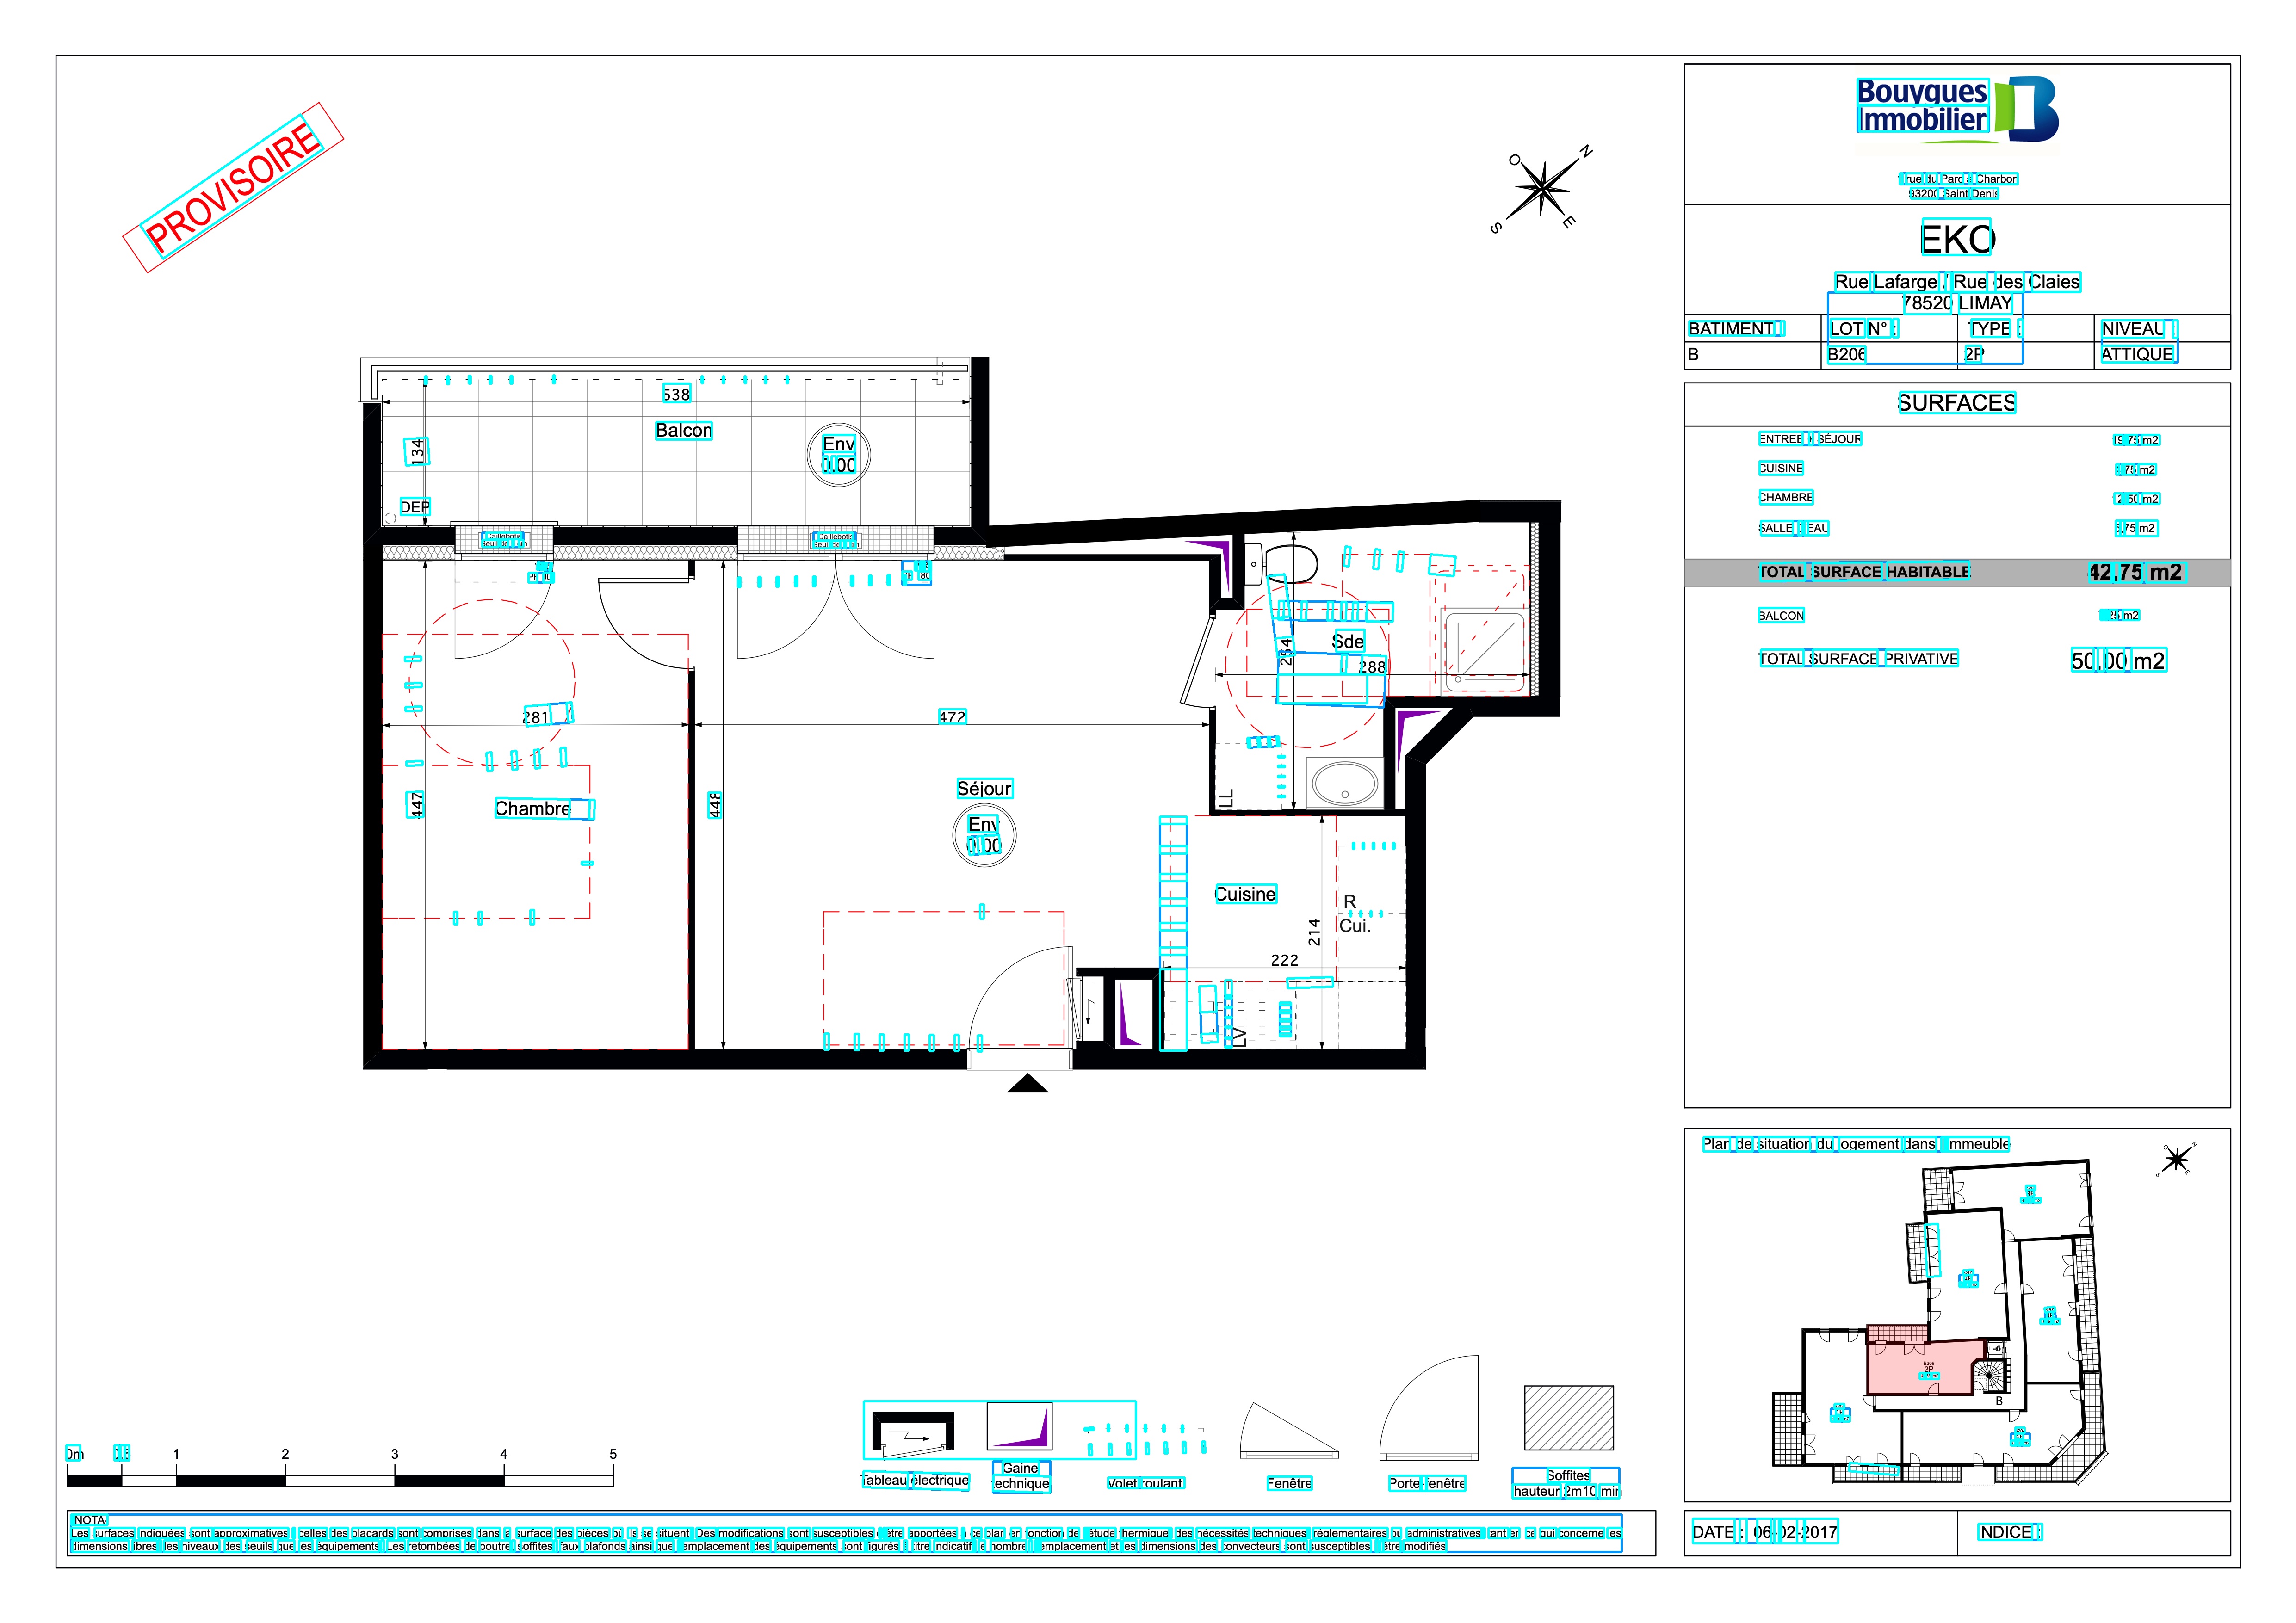 PROVISOIRE
N
O
E
S
Bouygues
Immobilier
rue du Parc à Charbon
93200 Saint Denis
EKO
Rue Lafarge / Rue des Claies
78520 LIMAY
BATIMENT :
LOT N° :
TYPE :
NIVEAU :
B
B206
2P
ATTIQUE
SURFACES
ENTREE / SÉJOUR 19,75 m2
CUISINE 4,75 m2
CHAMBRE 12,50 m2
SALLE D'EAU 5,75 m2
TOTAL SURFACE HABITABLE 42,75 m2
BALCON 7,25 m2
TOTAL SURFACE PRIVATIVE 50,00 m2
538
Balcon
134
Env
0.00
DEP
Caillebotis
Caillebotis
Sde
254
288
281
472
Chambre
447
448
Séjour
Env
0.00
LL
Cuisine
R
Cui.
214
222
LV
Plan de situation du logement dans l'immeuble
N
O
E
S
B206
2P
B
0m 0.5 1 2 3 4 5
Tableau électrique
Gaine
technique
Volet roulant
Fenêtre
Porte-fenêtre
Soffites
hauteur 2m10 min
NOTA:
Les surfaces indiquées sont approximatives, celles des placards sont comprises dans la surface des pièces où ils se situent. Des modifications sont susceptibles d'être apportées à ce plan en fonction de l'étude thermique, des nécessités techniques, réglementaires ou administratives, tant en ce qui concerne les
dimensions libres, les niveaux des seuils que les équipements. Les retombées de poutre, soffites, faux plafonds ainsi que l'emplacement des équipements sont figurés à titre indicatif, le nombre, l'emplacement et les dimensions des convecteurs sont susceptibles d'être modifiés
DATE : 06-02-2017
INDICE :